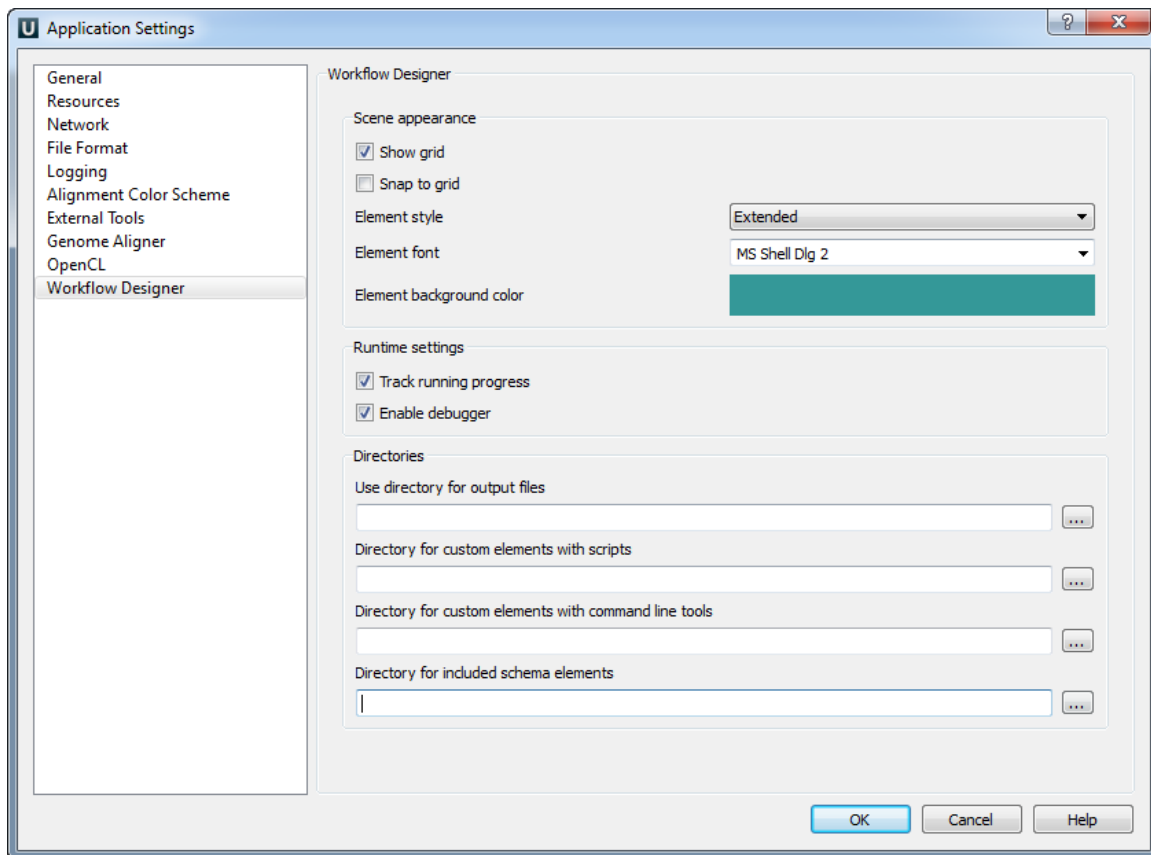 U Application Settings
General
Resources
Network
File Format
Logging
Alignment Color Scheme
External Tools
Genome Aligner
OpenCL
Workflow Designer
Workflow Designer
Scene appearance
Show grid
Snap to grid
Element style Extended
Element font MS Shell Dlg 2
Element background color
Runtime settings
Track running progress
Enable debugger
Directories
Use directory for output files
...
Directory for custom elements with scripts
...
Directory for custom elements with command line tools
...
Directory for included schema elements
...
OK Cancel Help